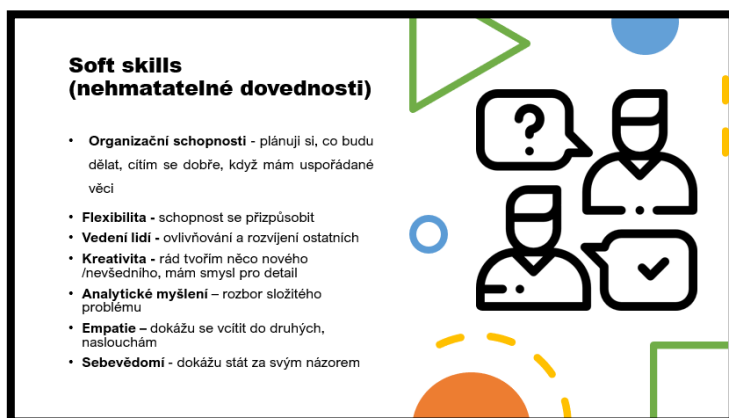 Soft skills
(nehmatatelné dovednosti)
• Organizační schopnosti - plánuji si, co budu
dělat, cítím se dobře, když mám uspořádané
věci
• Flexibilita - schopnost se přizpůsobit
• Vedení lidí - ovlivňování a rozvíjení ostatních
• Kreativita - rád tvořím něco nového
/nevšedního, mám smysl pro detail
• Analytické myšlení – rozbor složitého
problému
• Empatie – dokážu se vcítit do druhých,
naslouchám
• Sebevědomí - dokážu stát za svým názorem
?